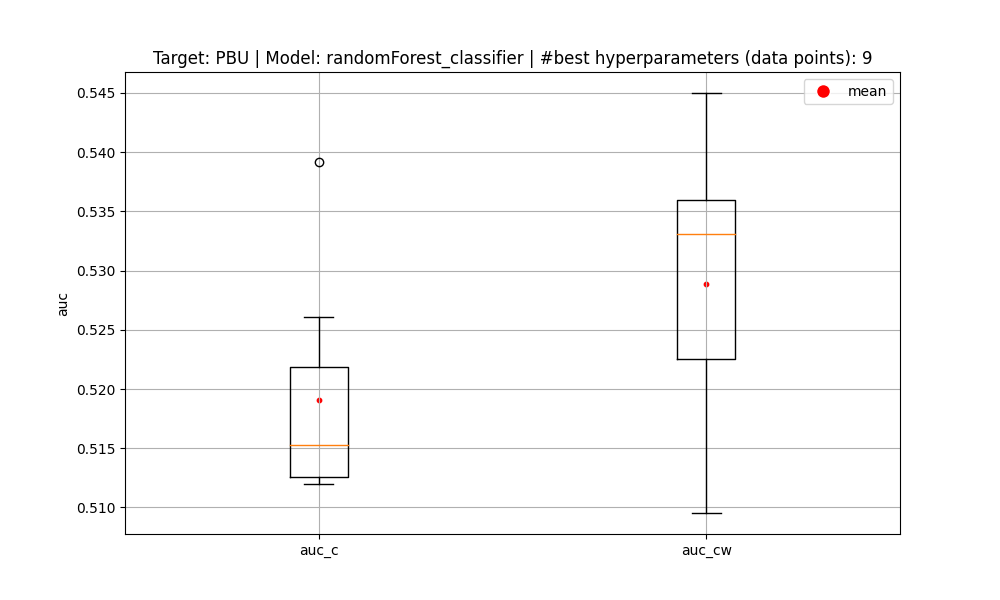 Target: PBU | Model: randomForest_classifier | #best hyperparameters (data points): 9
mean
0.545
0.540
0.535
0.530
0.525
0.520
0.515
0.510
auc
auc_c
auc_cw